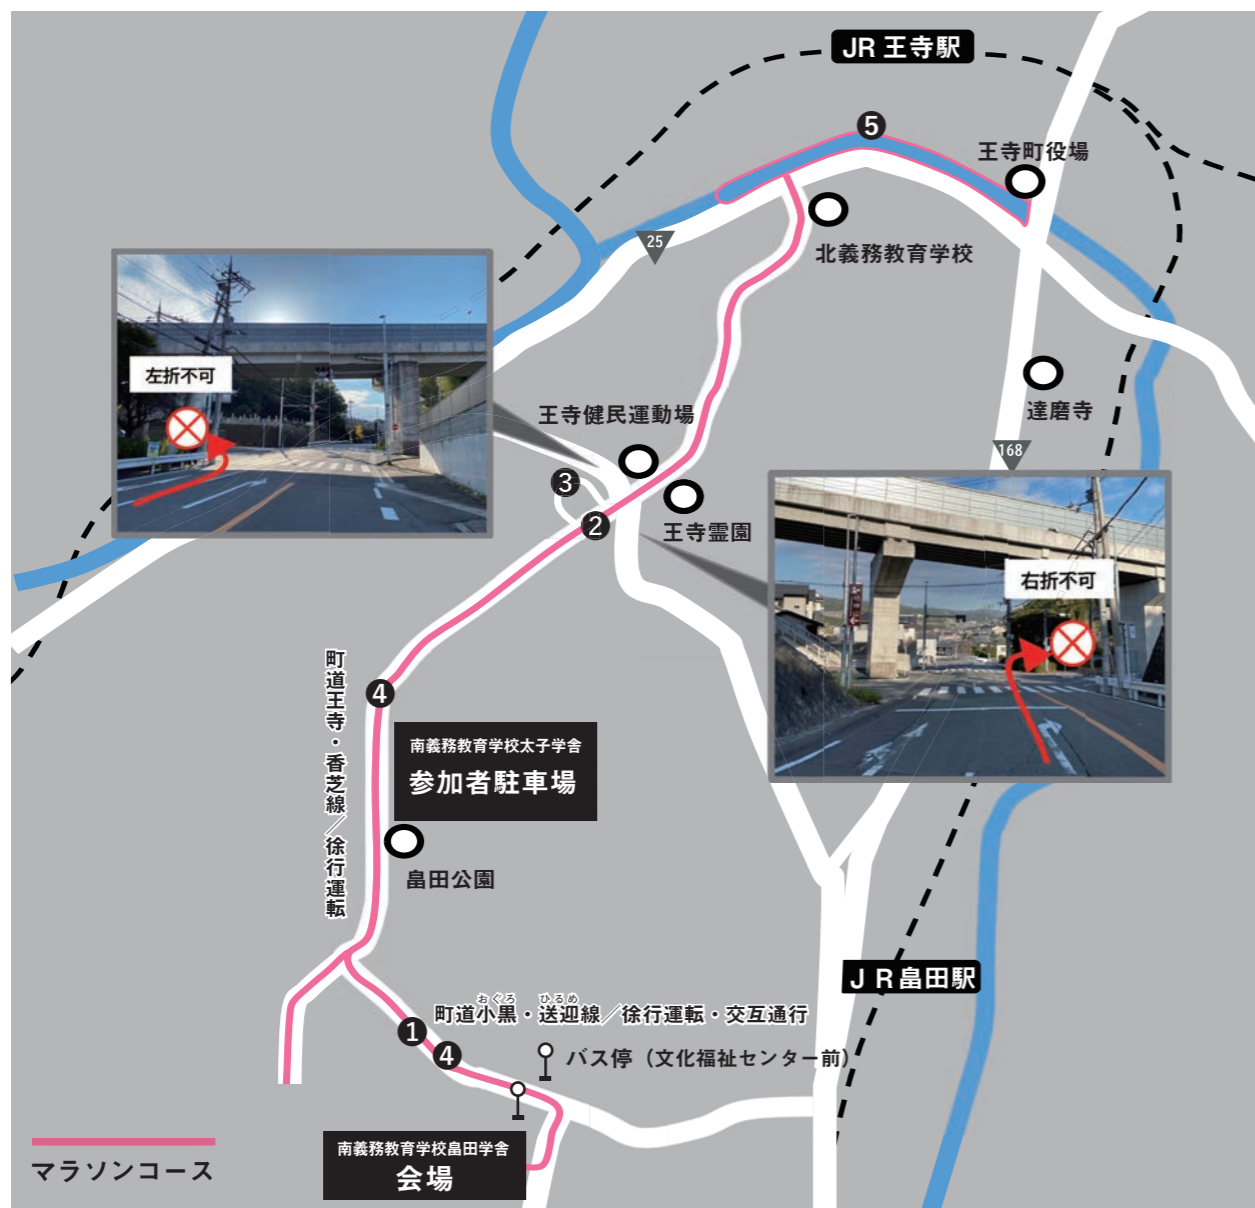 JR 王寺駅
5
王寺町役場
25
北義務教育学校
左折不可
王寺健民運動場
達磨寺
168
3
2
王寺霊園
右折不可
町道王寺・香芝線／徐行運転
4
南義務教育学校太子学舎
参加者駐車場
畠田公園
JR畠田駅
おぐろ ひるめ
町道小黒・送迎線／徐行運転・交互通行
1
4
バス停（文化福祉センター前）
南義務教育学校畠田学舎
会場
マラソンコース